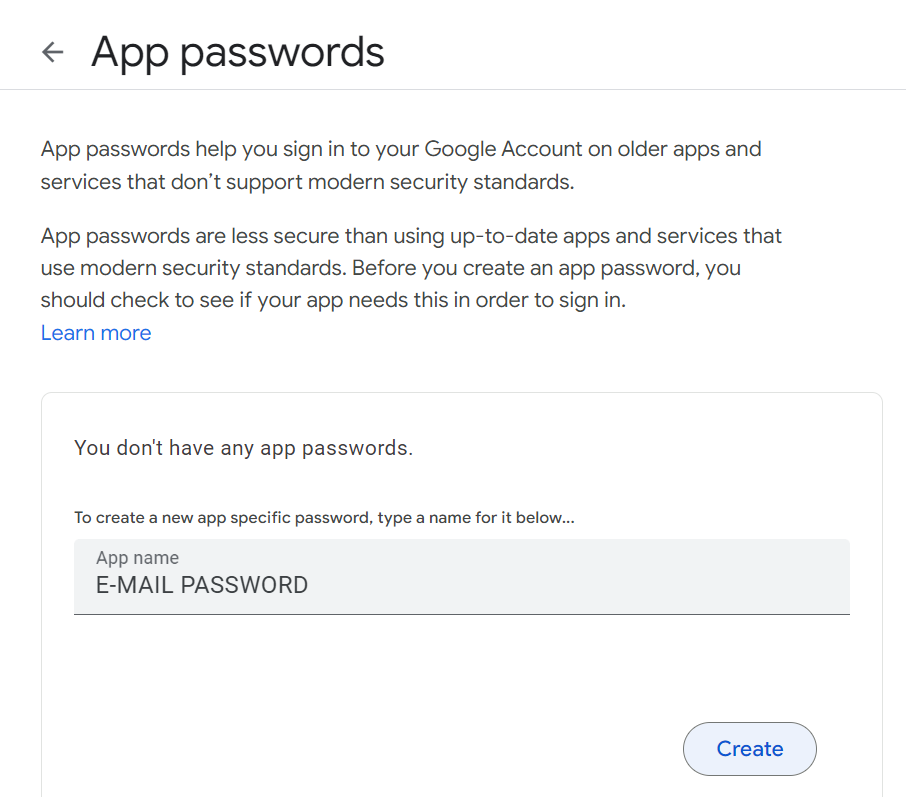 App passwords
App passwords help you sign in to your Google Account on older apps and
services that don’t support modern security standards.
App passwords are less secure than using up-to-date apps and services that
use modern security standards. Before you create an app password, you
should check to see if your app needs this in order to sign in.
Learn more
You don't have any app passwords.
To create a new app specific password, type a name for it below...
App name
E-MAIL PASSWORD
Create